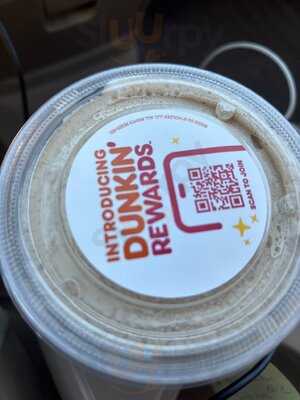 INTRODUCING
DUNKIN'
REWARDS.
SCAN TO JOIN